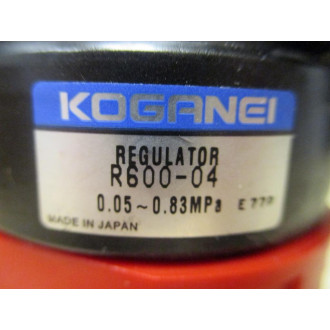 KOGANEI
REGULATOR
R600-04
0.05~0.83MPa
MADE IN JAPAN